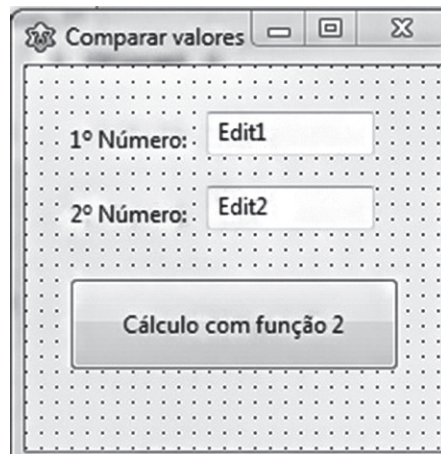 Comparar valores
1º Número: Edit1
2º Número: Edit2
Cálculo com função 2